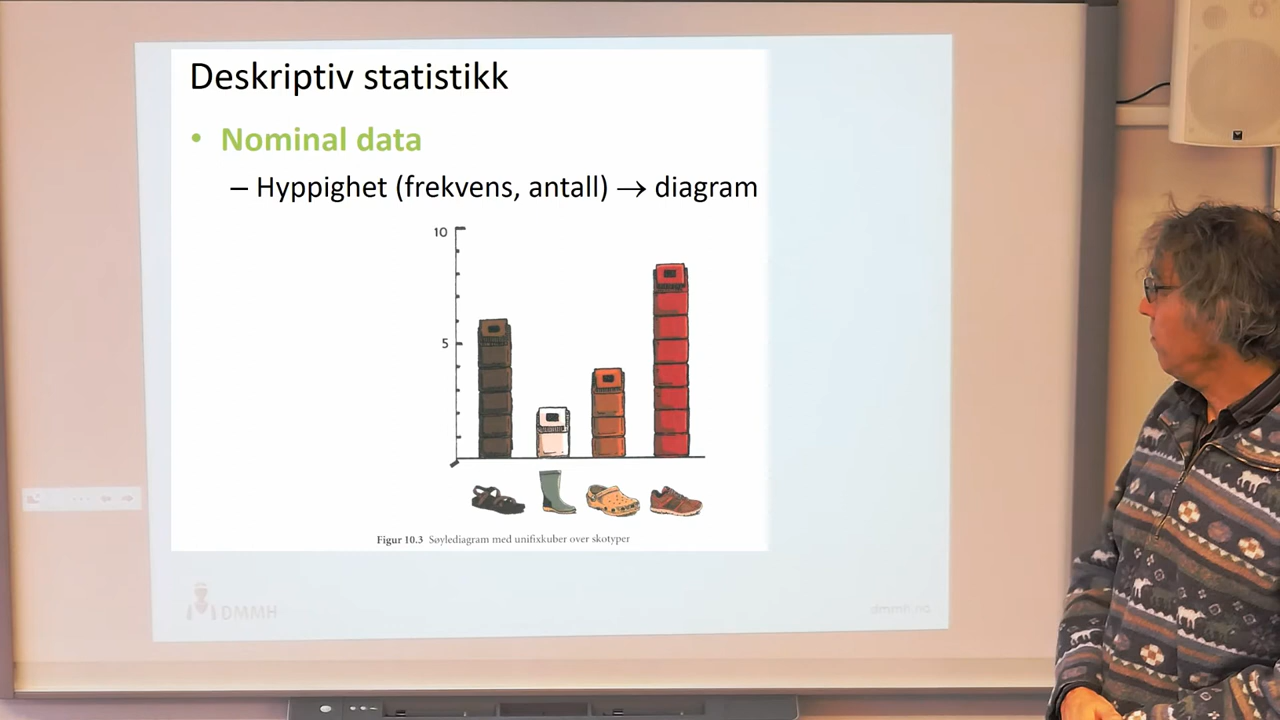 Deskriptiv statistikk
• Nominal data
– Hyppighet (frekvens, antall) → diagram
10
5
Figur 10.3 Søylediagram med unifixkuber over skotyper
DMMH
dmmh.no